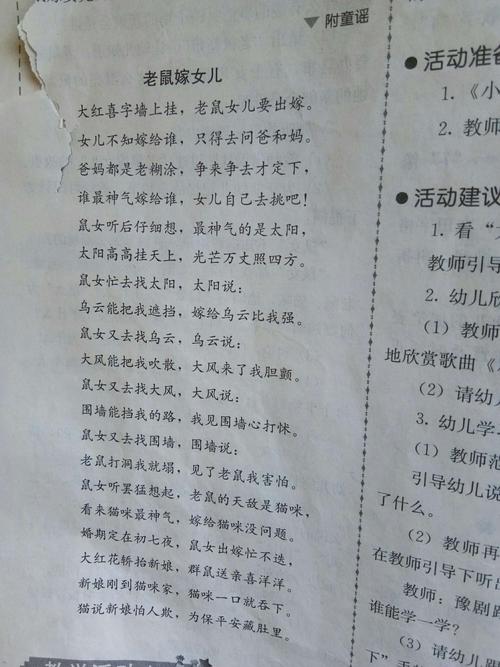 ▼ 附童谣
老鼠嫁女儿
大红喜字墙上挂，老鼠女儿要出嫁。
女儿不知嫁给谁，只得去问爸和妈。
爸妈都是老糊涂，争来争去才定下，
谁最神气嫁给谁，女儿自己去挑吧！
鼠女听后仔细想，最神气的是太阳，
太阳高高挂天上，光芒万丈照四方。
鼠女忙去找太阳，太阳说：
乌云能把我遮挡，嫁给乌云比我强。
鼠女又去找乌云，乌云说：
大风能把我吹散，大风来了我胆颤。
鼠女又去找大风，大风说：
围墙能挡我的路，我见围墙心打怵。
鼠女又去找围墙，围墙说：
老鼠打洞我就塌，见了老鼠我害怕。
鼠女听罢猛想起，老鼠的天敌是猫咪，
看来猫咪最神气，嫁给猫咪没问题。
婚期定在初七夜，鼠女出嫁忙不迭，
大红花轿抬新娘，群鼠送亲喜洋洋。
新娘刚到猫咪家，猫咪一口就吞下。
猫说新娘怕人欺，为保平安藏肚里。
●活动准备
1.《小
2. 教师
●活动建议
1. 看“
教师引导
2. 幼儿欣
（1）教师
地欣赏歌曲《
（2）请幼儿
3. 幼儿学
（1）教师范
引导幼儿说
了什么。
（2）教师再
在教师引导下听出
教师：豫剧跟
谁能学一学？
（3）请幼儿跟
下”